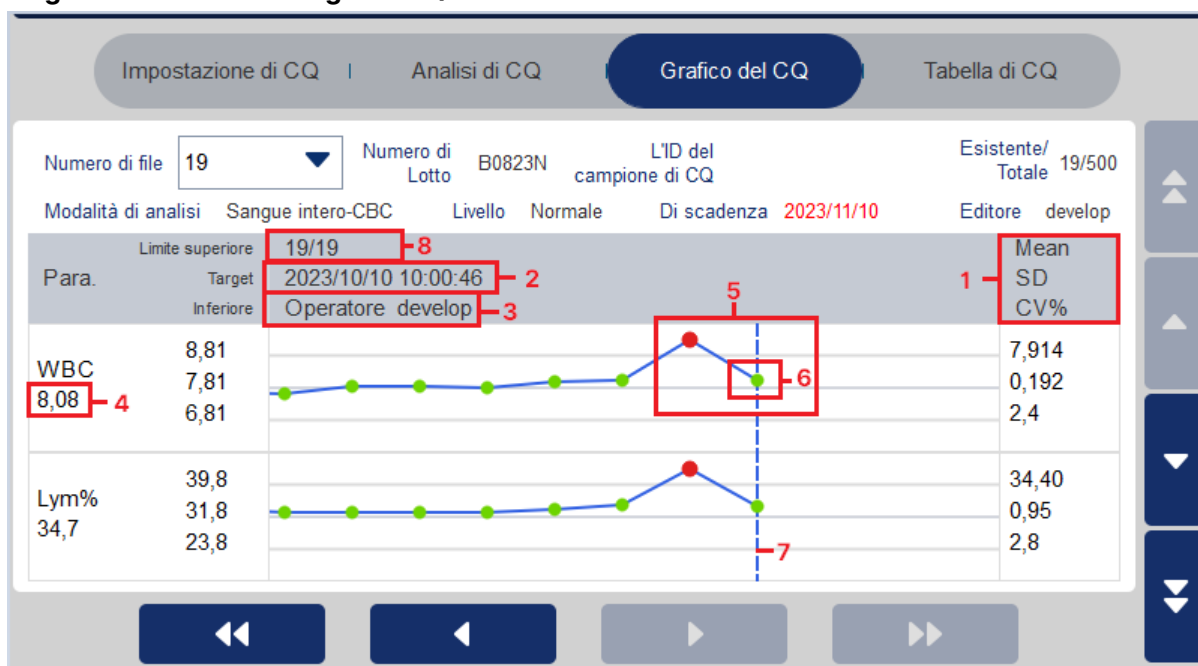 Impostazione di CQ
Analisi di CQ
Grafico del CQ
Tabella di CQ
Numero di file 19
Numero di Lotto B0823N
L'ID del campione di CQ
Esistente/ Totale 19/500
Modalità di analisi Sangue intero-CBC
Livello Normale
Di scadenza 2023/11/10
Editore develop
Para.
Limite superiore 19/19 8
Target 2023/10/10 10:00:46 2
Inferiore Operatore develop 3
1
Mean
SD
CV%
WBC
8,08 4
8,81
7,81
6,81
5
6
7,914
0,192
2,4
Lym%
34,7
39,8
31,8
23,8
7
34,40
0,95
2,8